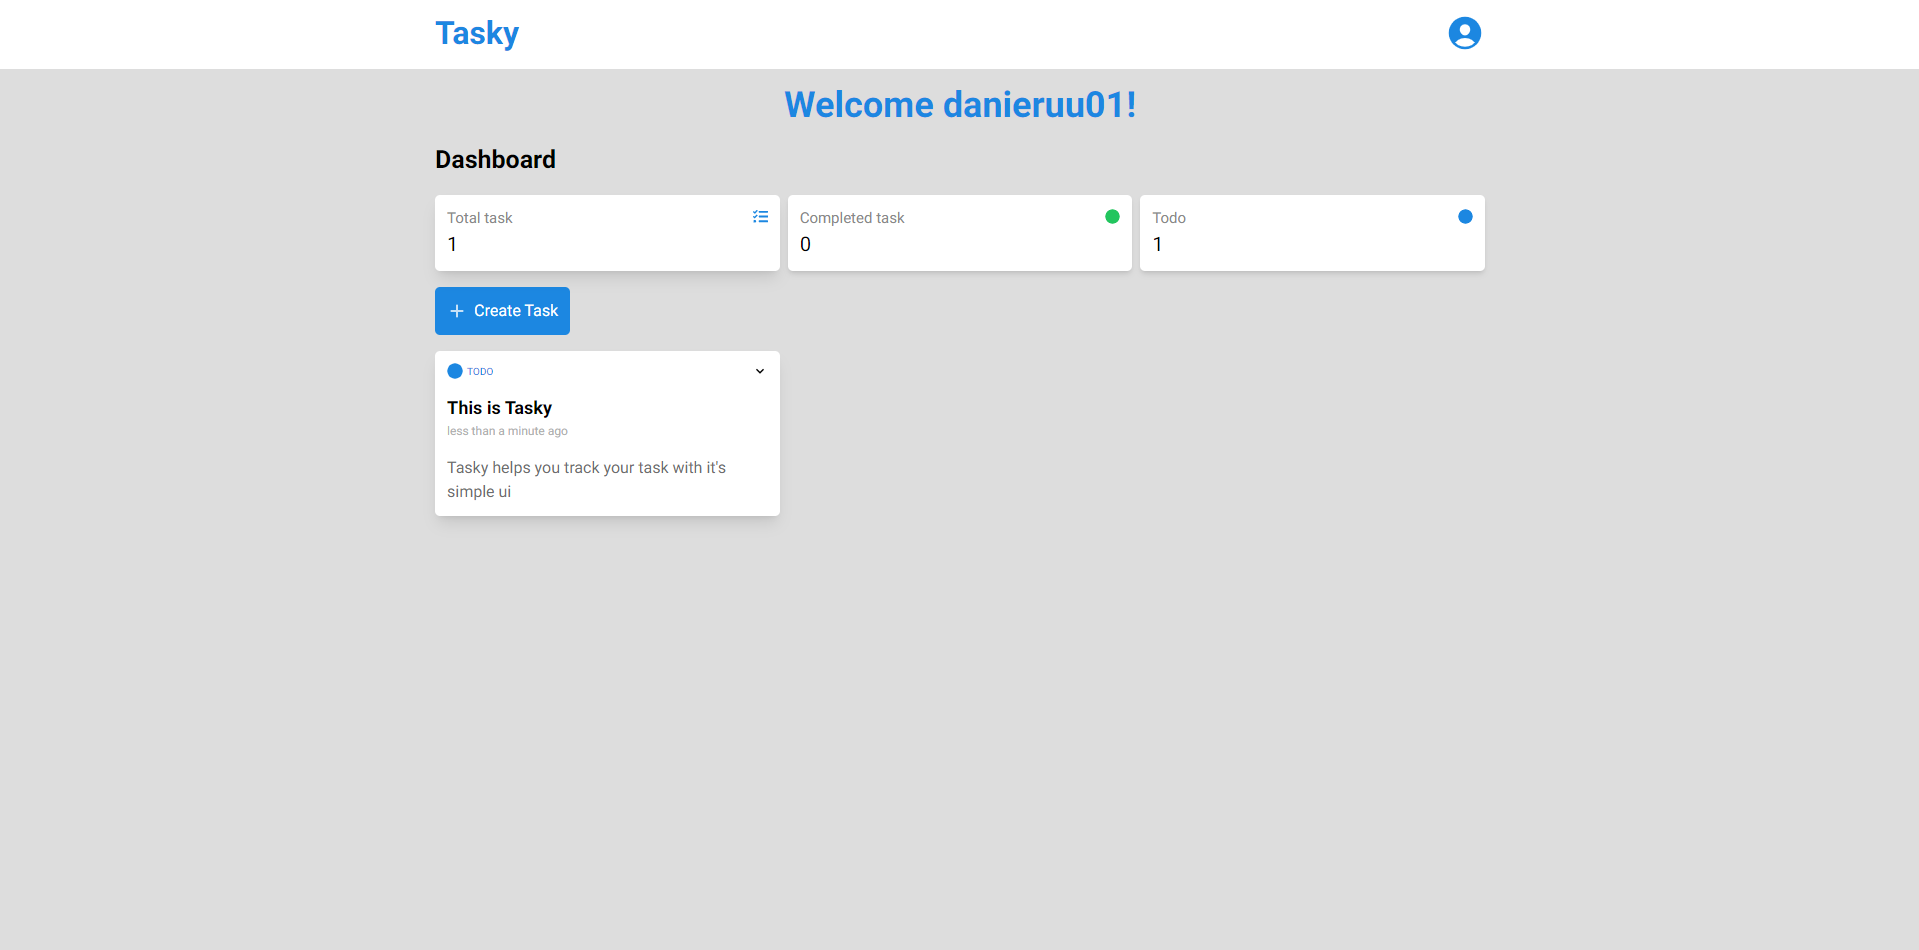 Tasky
Welcome danieruu01!
Dashboard
Total task
1
Completed task
0
Todo
1
Create Task
TODO
This is Tasky
less than a minute ago
Tasky helps you track your task with it's
simple ui